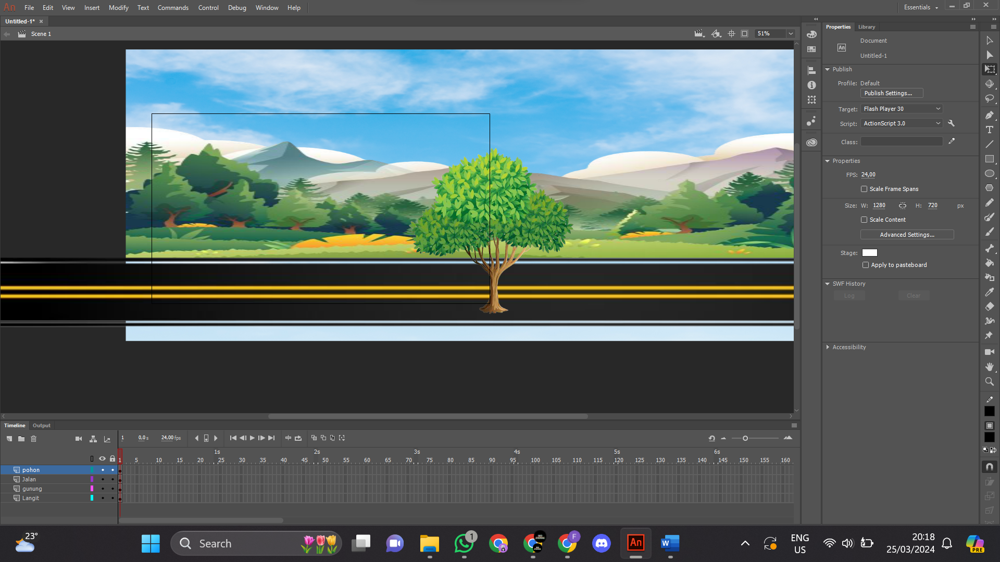 An File Edit View Insert Modify Text Commands Control Debug Window Help Essentials
Untitled-1* ×
Scene 1 51%
Properties Library
An Document
Untitled-1
Publish
Profile: Default
Publish Settings...
Target: Flash Player 30
Script: ActionScript 3.0
Class:
Properties
FPS: 24,00
Scale Frame Spans
Size: W: 1280 H: 720 px
Scale Content
Advanced Settings...
Stage:
Apply to pasteboard
SWF History
Log Clear
Accessibility
Timeline Output
1 0,0 s 24,00 fps
1s 2s 3s 4s 5s 6s
1 5 10 15 20 25 30 35 40 45 50 55 60 65 70 75 80 85 90 95 100 105 110 115 120 125 130 135 140 145 150 155 160
pohon
Jalan
gunung
Langit
23°
Search
1
F
An
W
ENG
US
20:18
25/03/2024
PRE